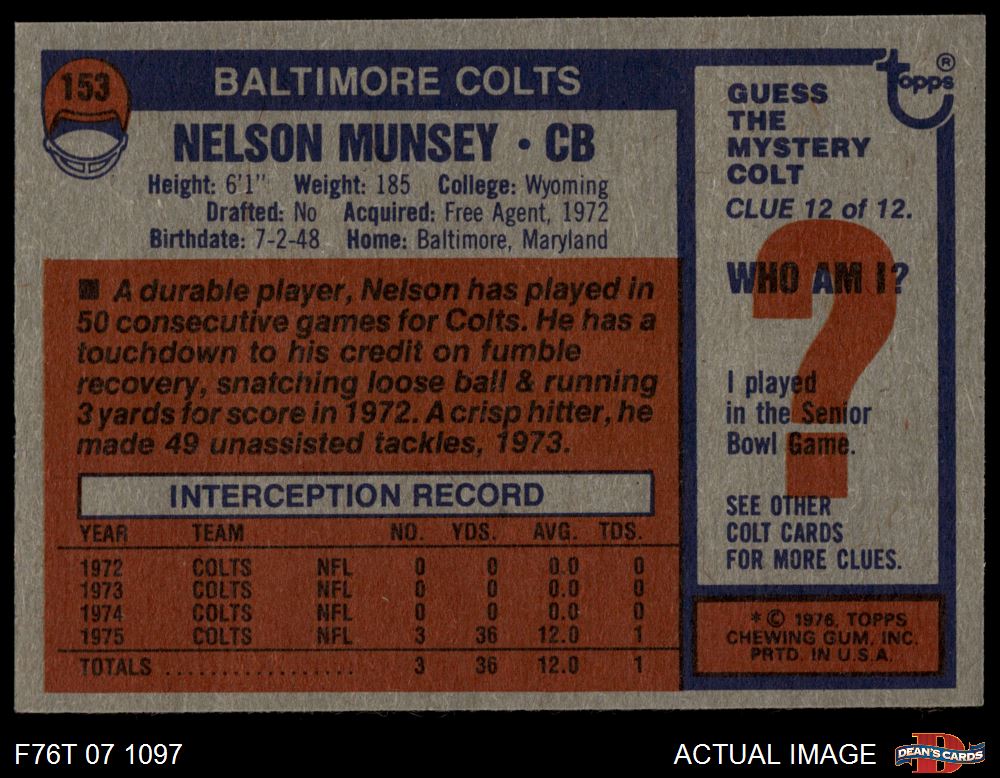 153
BALTIMORE COLTS
NELSON MUNSEY • CB
Height: 6'1" Weight: 185 College: Wyoming
Drafted: No Acquired: Free Agent, 1972
Birthdate: 7-2-48 Home: Baltimore, Maryland
■ A durable player, Nelson has played in
50 consecutive games for Colts. He has a
touchdown to his credit on fumble
recovery, snatching loose ball & running
3 yards for score in 1972. A crisp hitter, he
made 49 unassisted tackles, 1973.
INTERCEPTION RECORD
YEAR TEAM NO. YDS. AVG. TDS.
1972 COLTS NFL 0 0 0.0 0
1973 COLTS NFL 0 0 0.0 0
1974 COLTS NFL 0 0 0.0 0
1975 COLTS NFL 3 36 12.0 1
TOTALS .................. 3 36 12.0 1
topps ®
GUESS
THE
MYSTERY
COLT
CLUE 12 of 12.
WHO AM I?
?
I played
in the Senior
Bowl Game.
SEE OTHER
COLT CARDS
FOR MORE CLUES.
* © 1976, TOPPS
CHEWING GUM, INC.
PRTD. IN U.S.A.
F76T 07 1097
ACTUAL IMAGE
DEAN'S CARDS